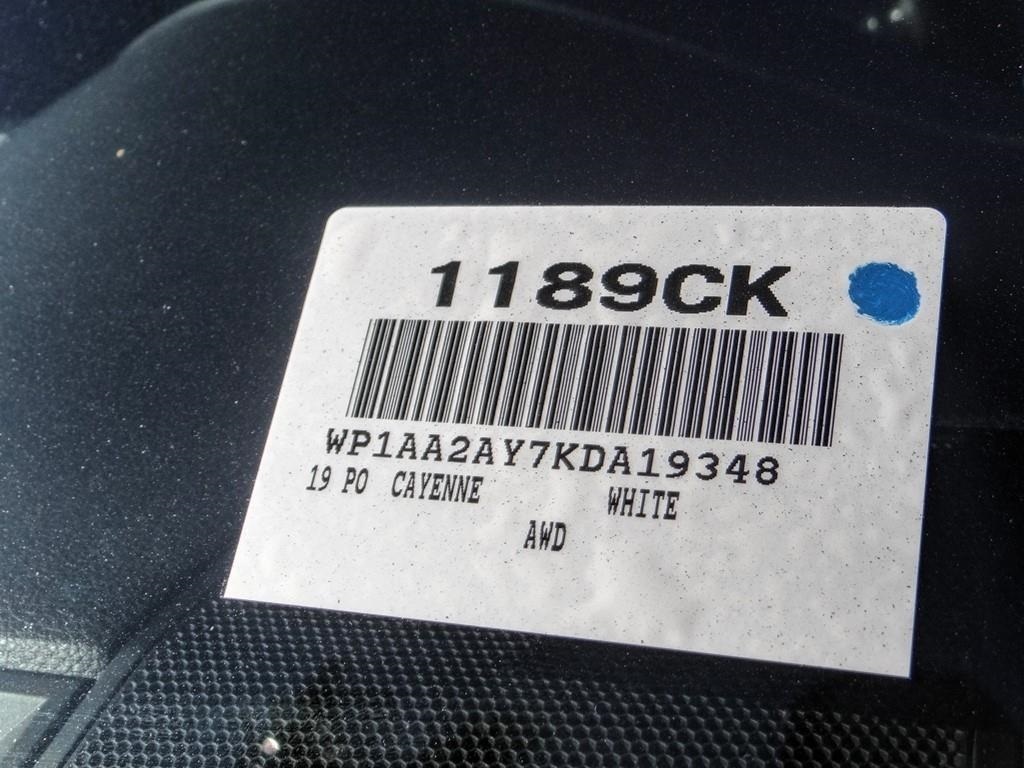 1189CK
WP1AA2AY7KDA19348
19 PO CAYENNE WHITE
AWD